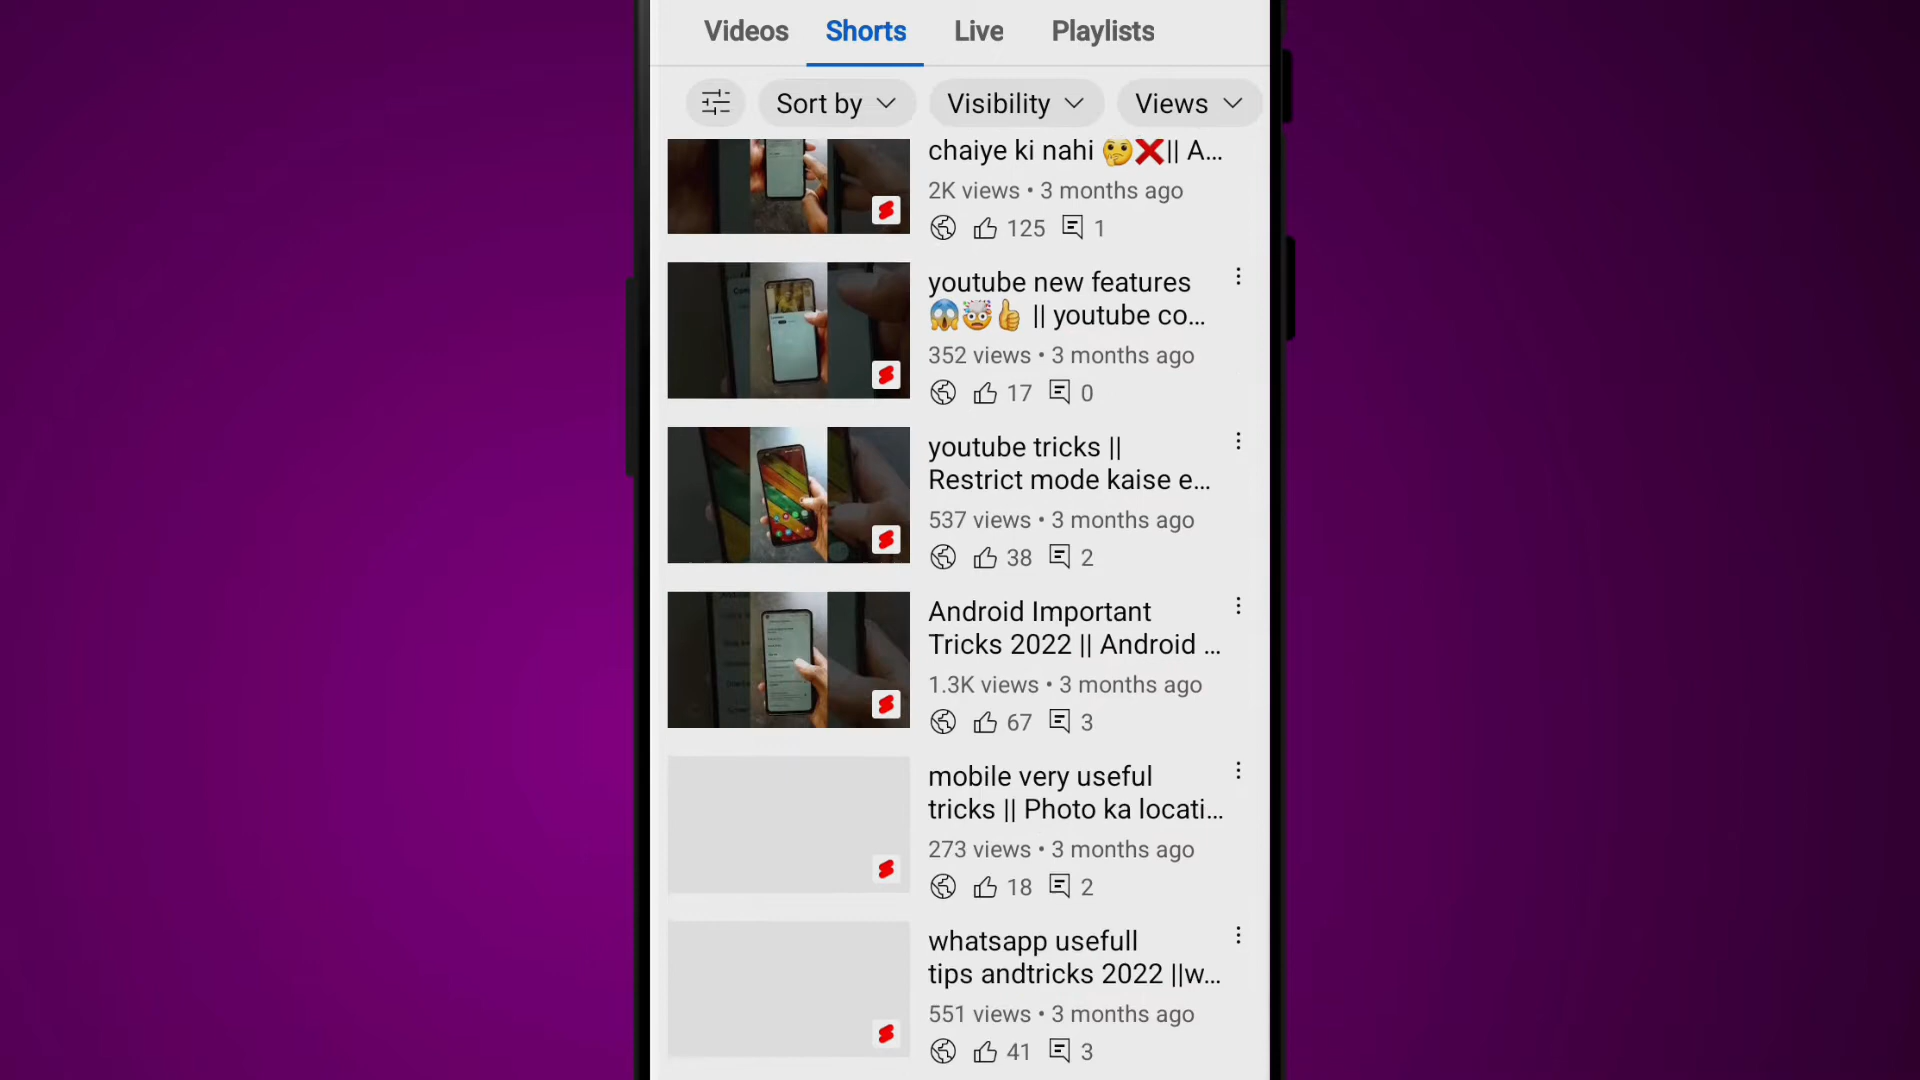 Videos Shorts Live Playlists
Sort by Visibility Views
chaiye ki nahi 🤔❌|| A...
2K views • 3 months ago
125 1
youtube new features
😱🤯👍 || youtube co...
352 views • 3 months ago
17 0
youtube tricks ||
Restrict mode kaise e...
537 views • 3 months ago
38 2
Android Important
Tricks 2022 || Android ...
1.3K views • 3 months ago
67 3
mobile very useful
tricks || Photo ka locati...
273 views • 3 months ago
18 2
whatsapp usefull
tips andtricks 2022 ||w...
551 views • 3 months ago
41 3